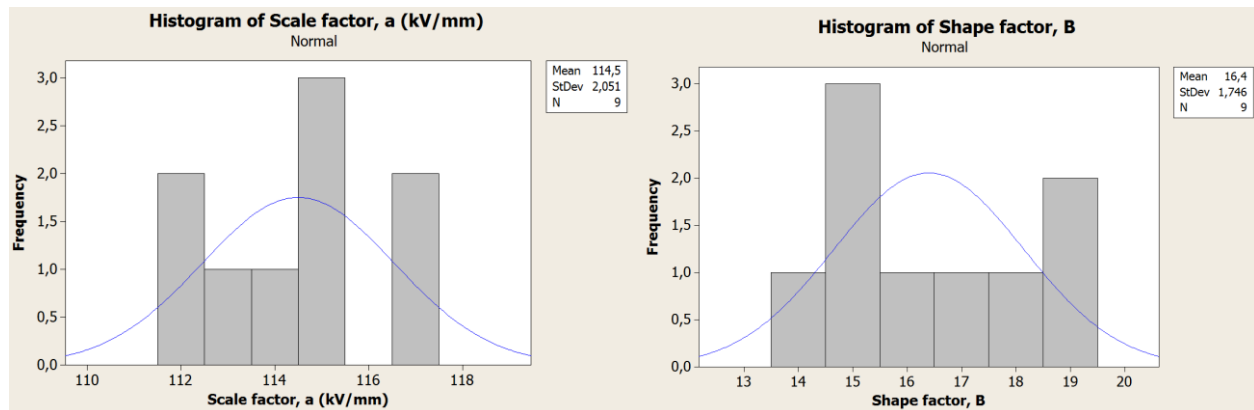 Histogram of Scale factor, a (kV/mm)
Normal
Mean 114,5
StDev 2,051
N 9
3,0
2,5
2,0
1,5
1,0
0,5
0,0
Frequency
110 112 114 116 118
Scale factor, a (kV/mm)
Histogram of Shape factor, B
Normal
Mean 16,4
StDev 1,746
N 9
3,0
2,5
2,0
1,5
1,0
0,5
0,0
Frequency
13 14 15 16 17 18 19 20
Shape factor, B